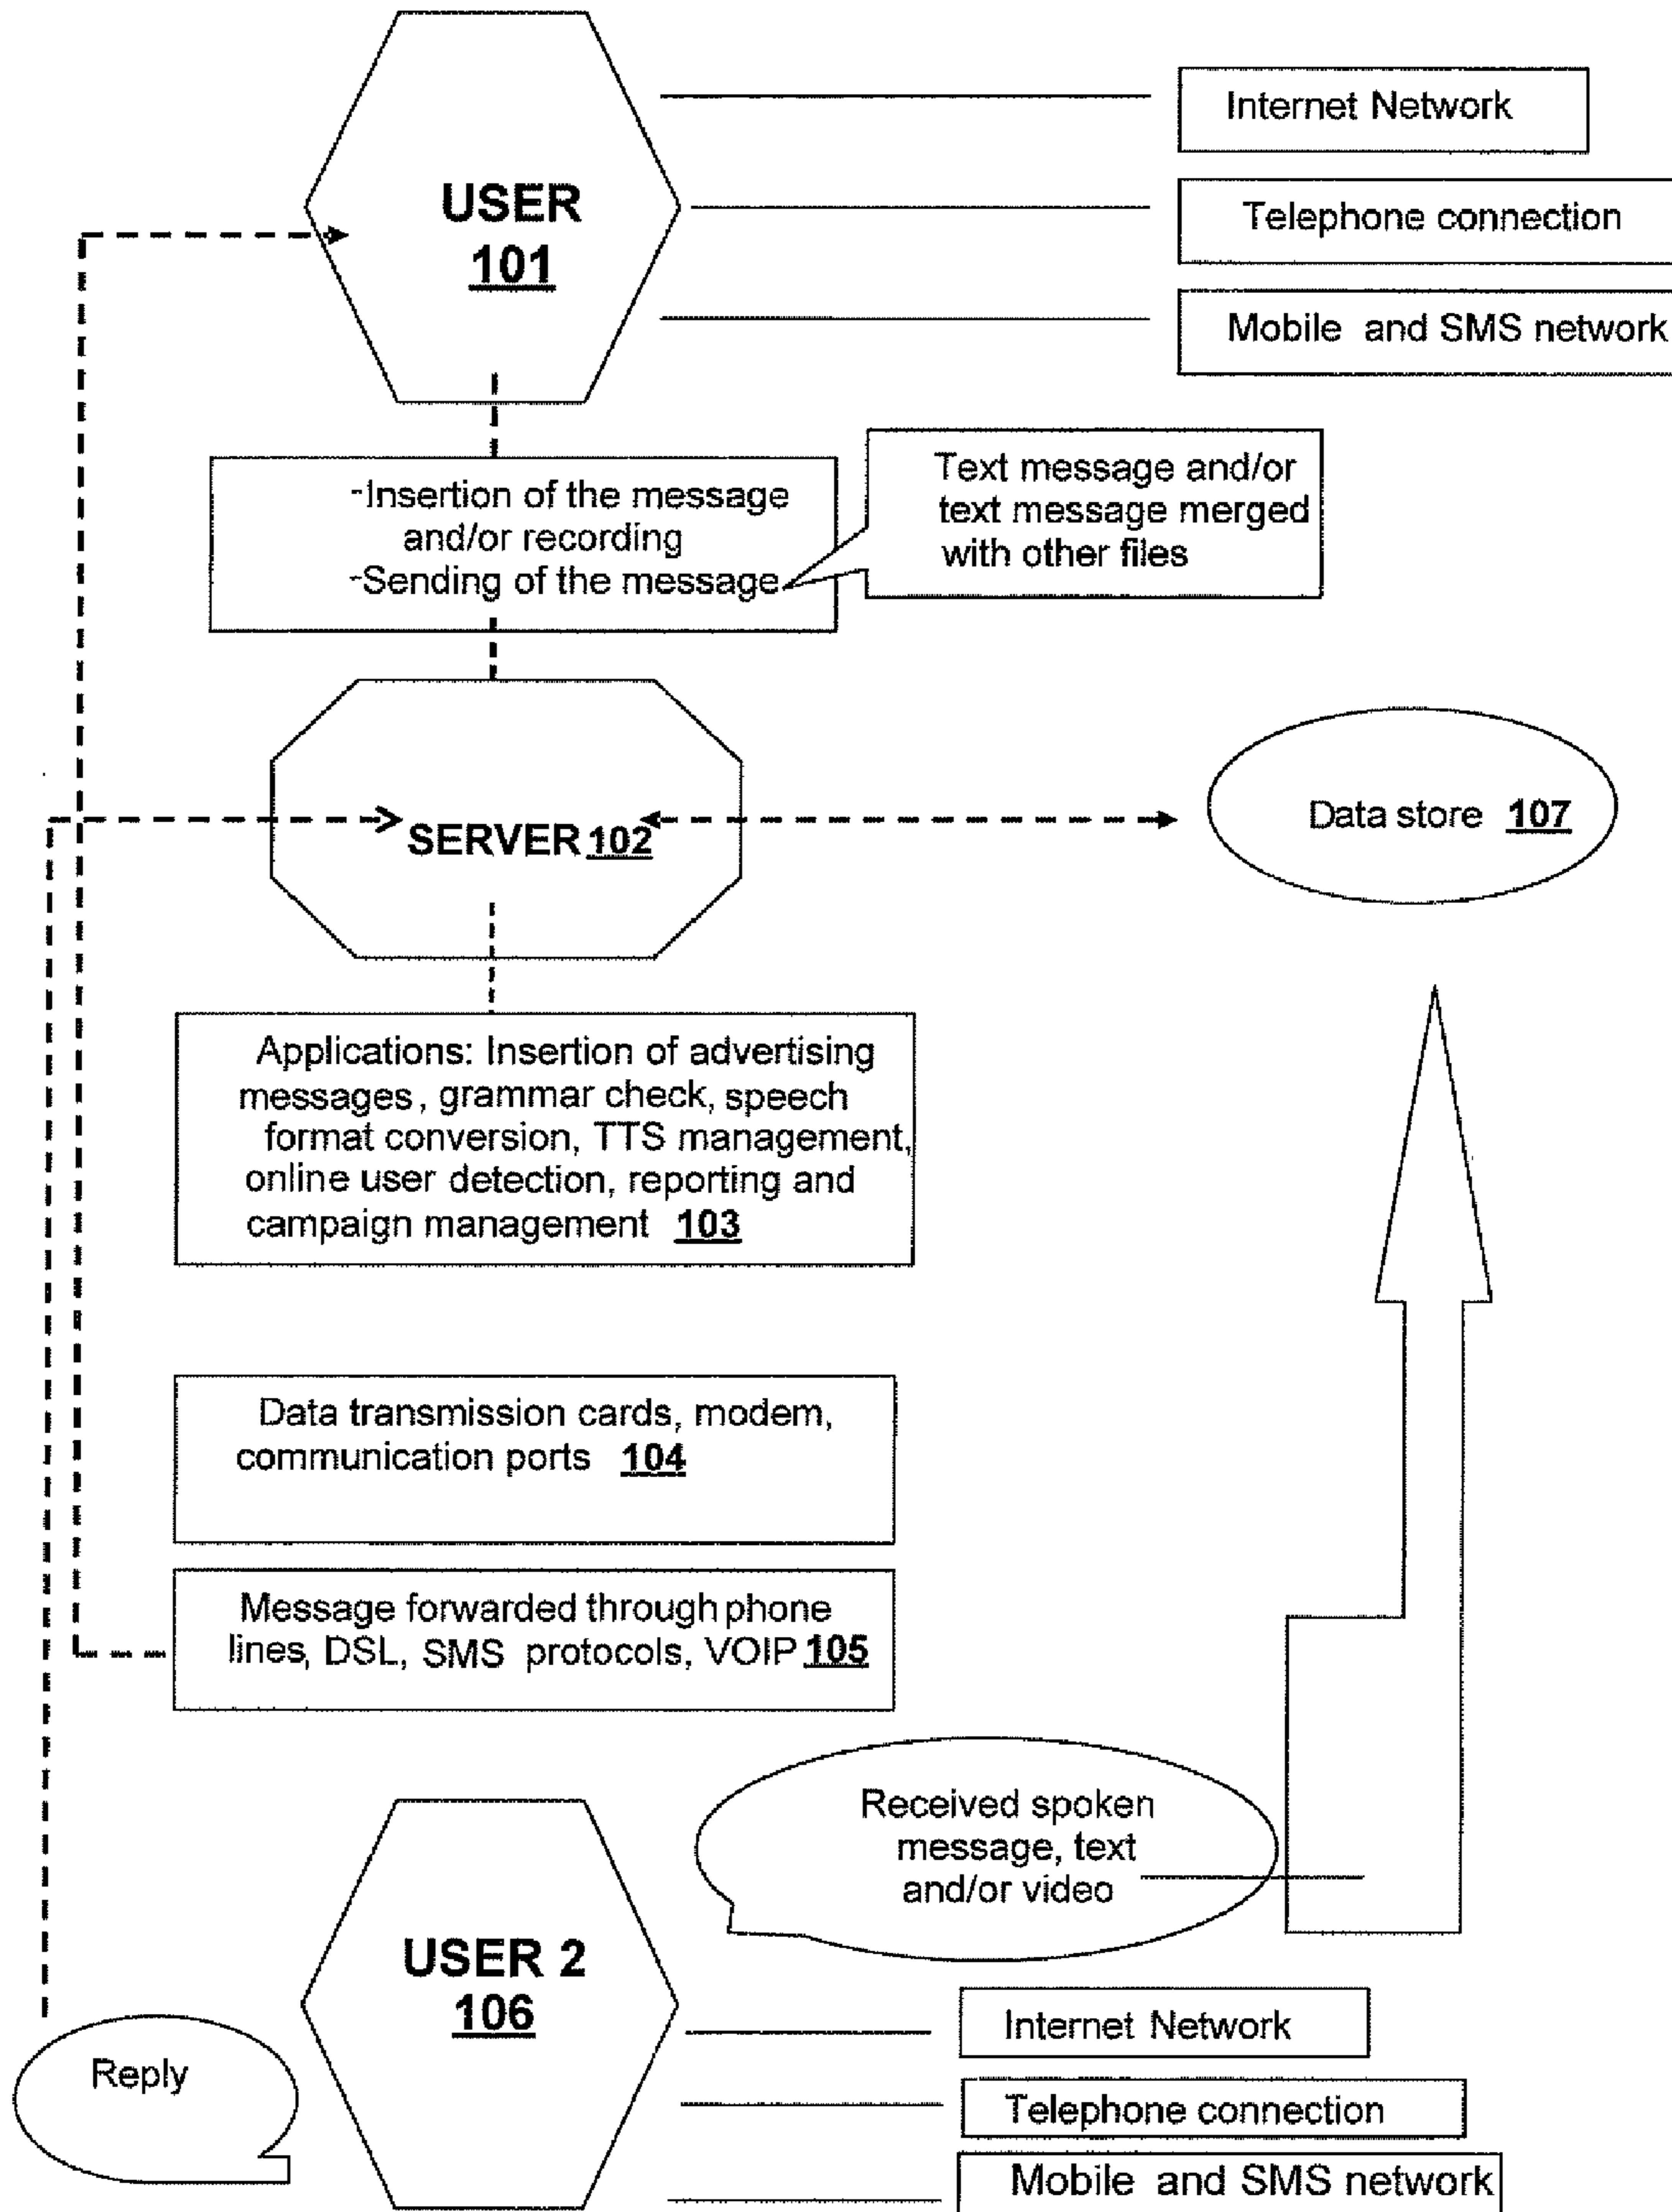 USER
101
Internet Network
Telephone connection
Mobile and SMS network
-Insertion of the message
and/or recording
-Sending of the message
Text message and/or
text message merged
with other files
SERVER 102
Data store 107
Applications: Insertion of advertising
messages, grammar check, speech
format conversion, TTS management,
online user detection, reporting and
campaign management 103
Data transmission cards, modem,
communication ports 104
Message forwarded through phone
lines, DSL, SMS protocols, VOIP 105
Received spoken
message, text
and/or video
USER 2
106
Reply
Internet Network
Telephone connection
Mobile and SMS network